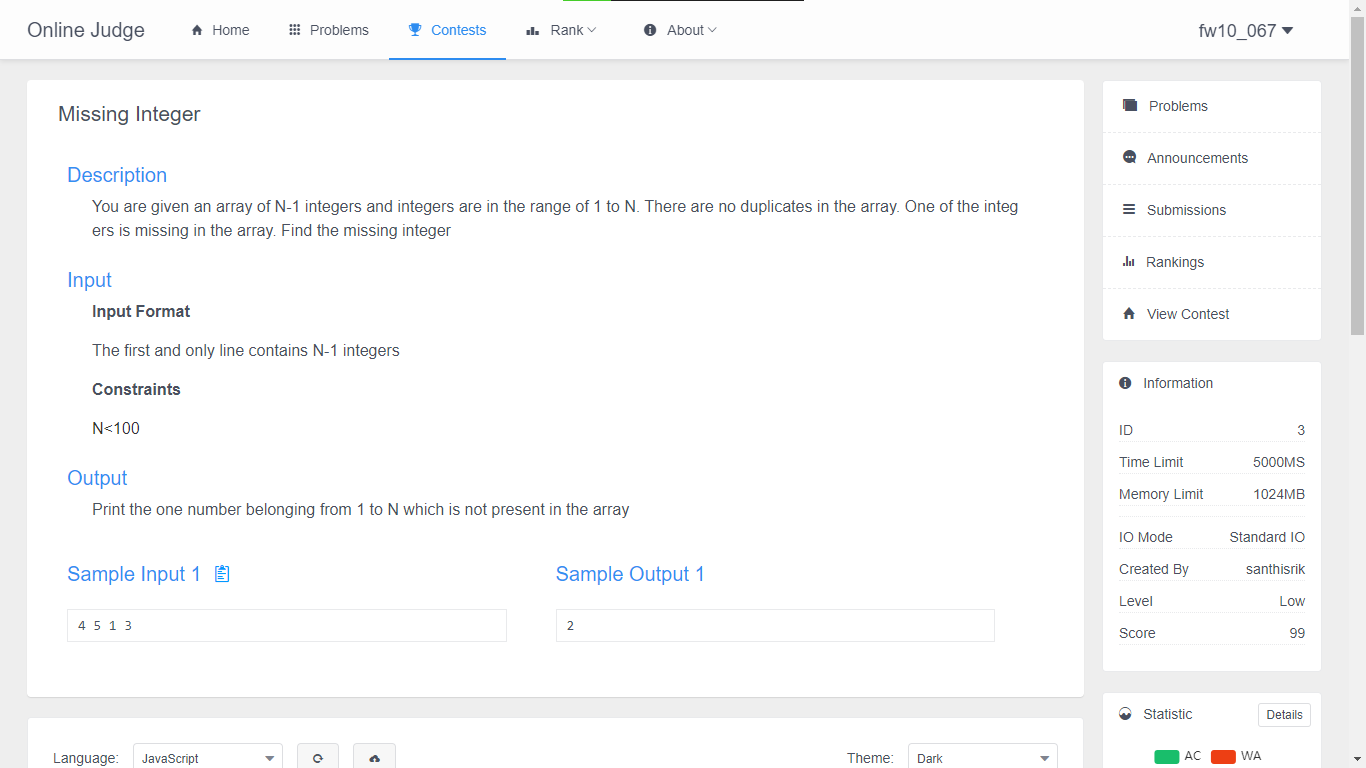 Online Judge
Home
Problems
Contests
Rank
About
fw10_067
Missing Integer
Description
You are given an array of N-1 integers and integers are in the range of 1 to N. There are no duplicates in the array. One of the integ
ers is missing in the array. Find the missing integer
Input
Input Format
The first and only line contains N-1 integers
Constraints
N<100
Output
Print the one number belonging from 1 to N which is not present in the array
Sample Input 1
Sample Output 1
4 5 1 3
2
Language:
JavaScript
Theme:
Dark
Problems
Announcements
Submissions
Rankings
View Contest
Information
ID 3
Time Limit 5000MS
Memory Limit 1024MB
IO Mode Standard IO
Created By santhisrik
Level Low
Score 99
Statistic
Details
AC WA